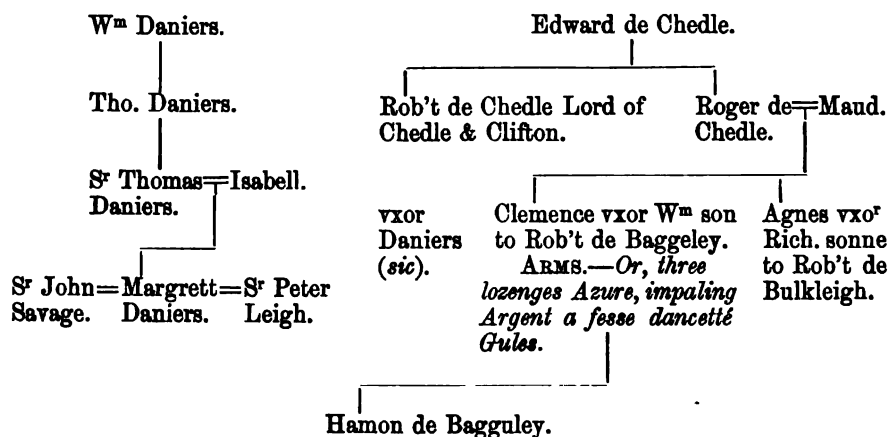 Wm Daniers.
Edward de Chedle.
Tho. Daniers.
Rob't de Chedle Lord of
Chedle & Clifton.
Roger de=Maud.
Chedle.
Sr Thomas=Isabell.
Daniers.
vxor
Daniers
(sic).
Clemence vxor Wm son
to Rob't de Baggeley.
ARMS.—Or, three
lozenges Azure, impaling
Argent a fesse dancetté
Gules.
Agnes vxor
Rich. sonne
to Rob't de
Bulkleigh.
Sr John=Margrett=Sr Peter
Savage. Daniers. Leigh.
Hamon de Bagguley.